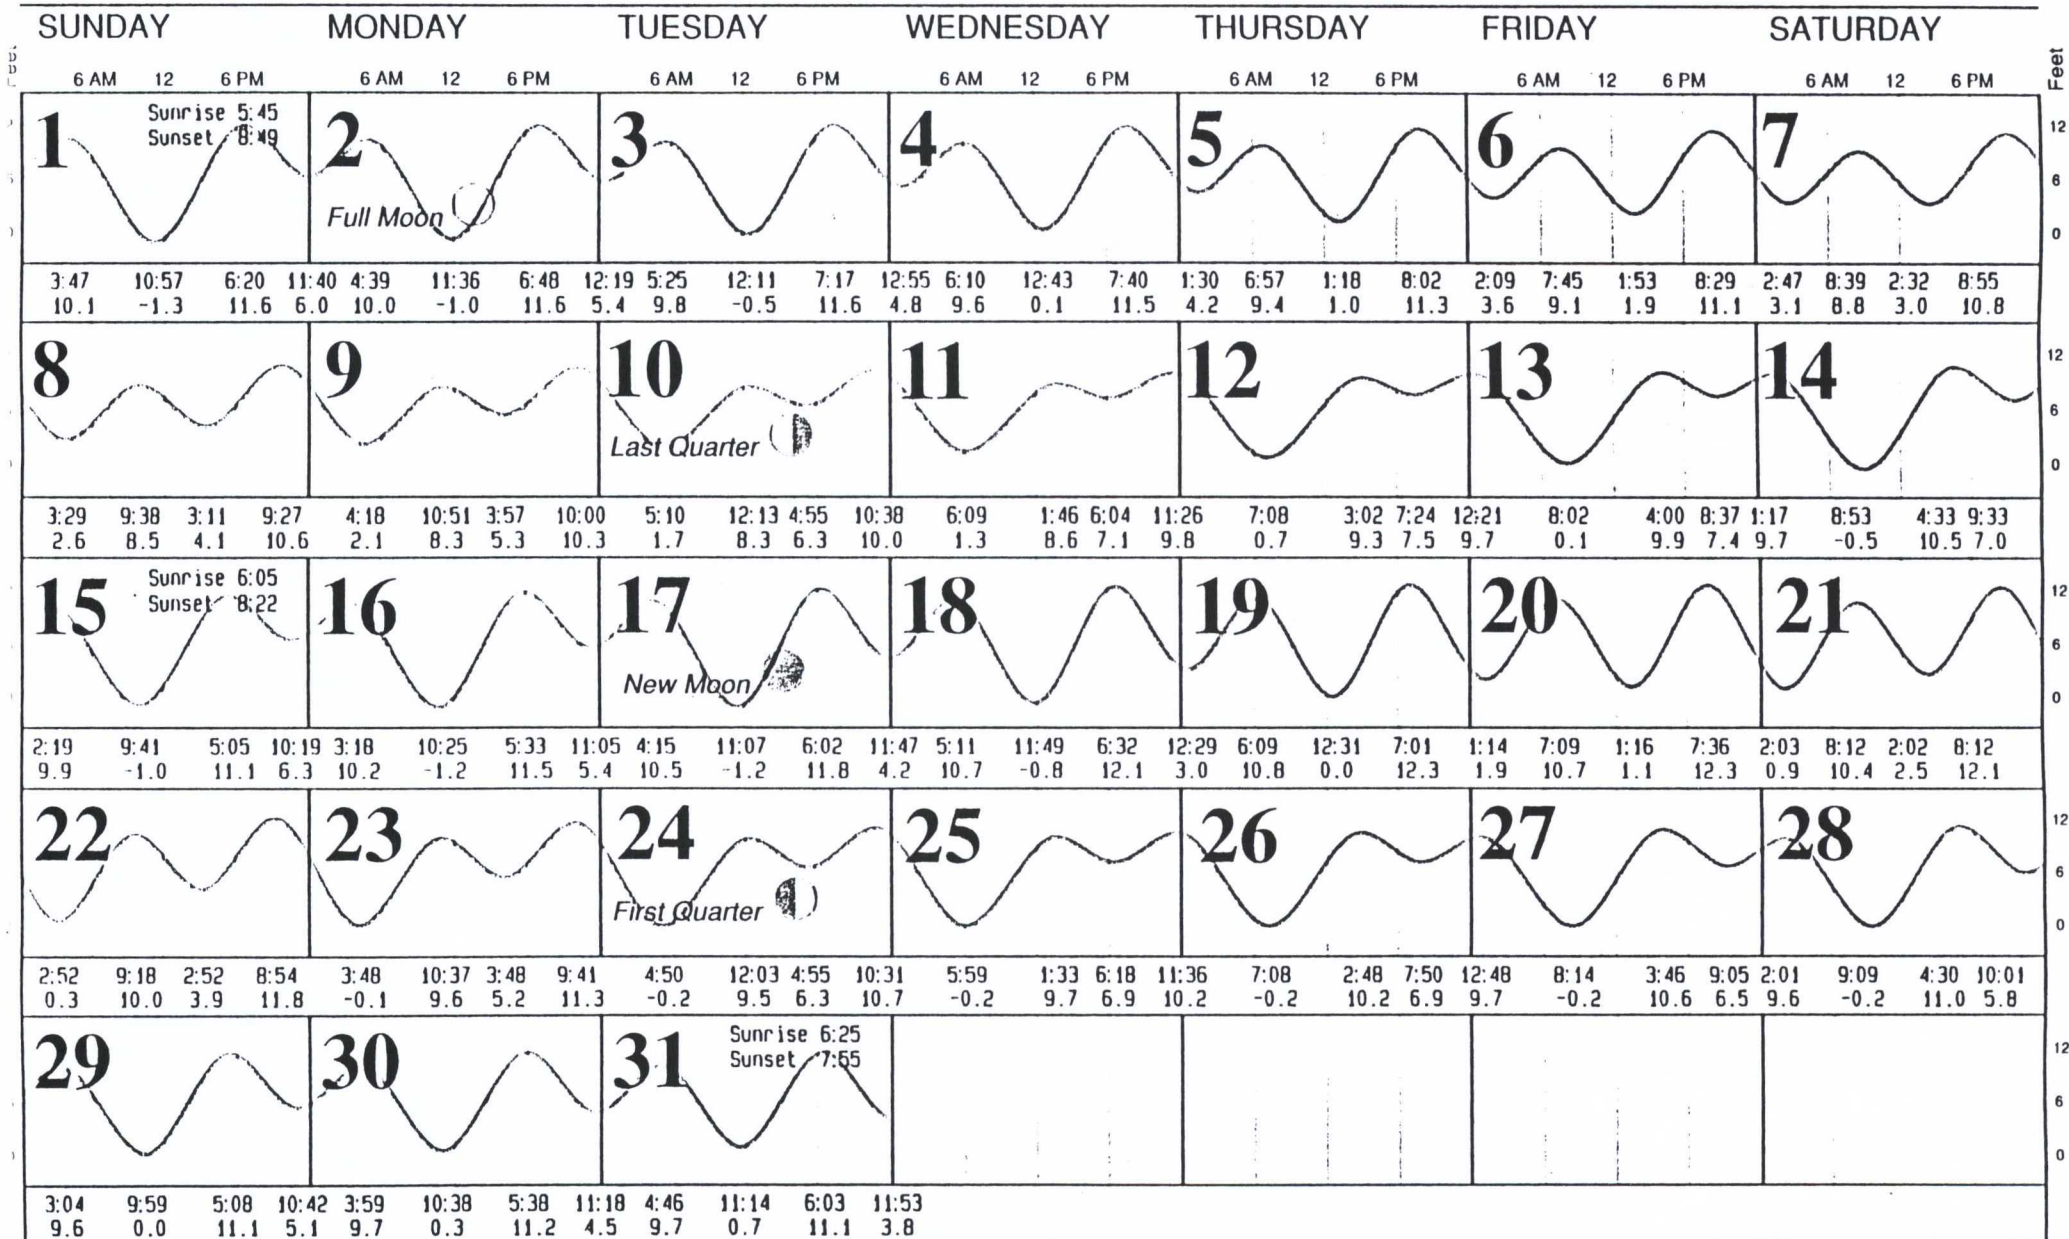 SUNDAY MONDAY TUESDAY WEDNESDAY THURSDAY FRIDAY SATURDAY
6 AM 12 6 PM 6 AM 12 6 PM 6 AM 12 6 PM 6 AM 12 6 PM 6 AM 12 6 PM 6 AM 12 6 PM 6 AM 12 6 PM Feet
1 Sunrise 5:45 2 3 4 5 6 7 12
Sunset 8:49 6
Full Moon 0
3:47 10:57 6:20 11:40 4:39 11:36 6:48 12:19 5:25 12:11 7:17 12:55 6:10 12:43 7:40 1:30 6:57 1:18 8:02 2:09 7:45 1:53 8:29 2:47 8:39 2:32 8:55
10.1 -1.3 11.6 6.0 10.0 -1.0 11.6 5.4 9.8 -0.5 11.6 4.8 9.6 0.1 11.5 4.2 9.4 1.0 11.3 3.6 9.1 1.9 11.1 3.1 8.8 3.0 10.8
8 9 10 11 12 13 14 12
6
Last Quarter 0
3:29 9:38 3:11 9:27 4:18 10:51 3:57 10:00 5:10 12:13 4:55 10:38 6:09 1:46 6:04 11:26 7:08 3:02 7:24 12:21 8:02 4:00 8:37 1:17 8:53 4:33 9:33
2.6 8.5 4.1 10.6 2.1 8.3 5.3 10.3 1.7 8.3 6.3 10.0 1.3 8.6 7.1 9.8 0.7 9.3 7.5 9.7 0.1 9.9 7.4 9.7 -0.5 10.5 7.0
15 Sunrise 6:05 16 17 18 19 20 21 12
Sunset 8:22 6
New Moon 0
2:19 9:41 5:05 10:19 3:18 10:25 5:33 11:05 4:15 11:07 6:02 11:47 5:11 11:49 6:32 12:29 6:09 12:31 7:01 1:14 7:09 1:16 7:36 2:03 8:12 2:02 8:12
9.9 -1.0 11.1 6.3 10.2 -1.2 11.5 5.4 10.5 -1.2 11.8 4.2 10.7 -0.8 12.1 3.0 10.8 0.0 12.3 1.9 10.7 1.1 12.3 0.9 10.4 2.5 12.1
22 23 24 25 26 27 28 12
6
First Quarter 0
2:52 9:18 2:52 8:54 3:48 10:37 3:48 9:41 4:50 12:03 4:55 10:31 5:59 1:33 6:18 11:36 7:08 2:48 7:50 12:48 8:14 3:46 9:05 2:01 9:09 4:30 10:01
0.3 10.0 3.9 11.8 -0.1 9.6 5.2 11.3 -0.2 9.5 6.3 10.7 -0.2 9.7 6.9 10.2 -0.2 10.2 6.9 9.7 -0.2 10.6 6.5 9.6 -0.2 11.0 5.8
29 30 31 Sunrise 6:25 12
Sunset 7:55 6
0
3:04 9:59 5:08 10:42 3:59 10:38 5:38 11:18 4:46 11:14 6:03 11:53
9.6 0.0 11.1 5.1 9.7 0.3 11.2 4.5 9.7 0.7 11.1 3.8